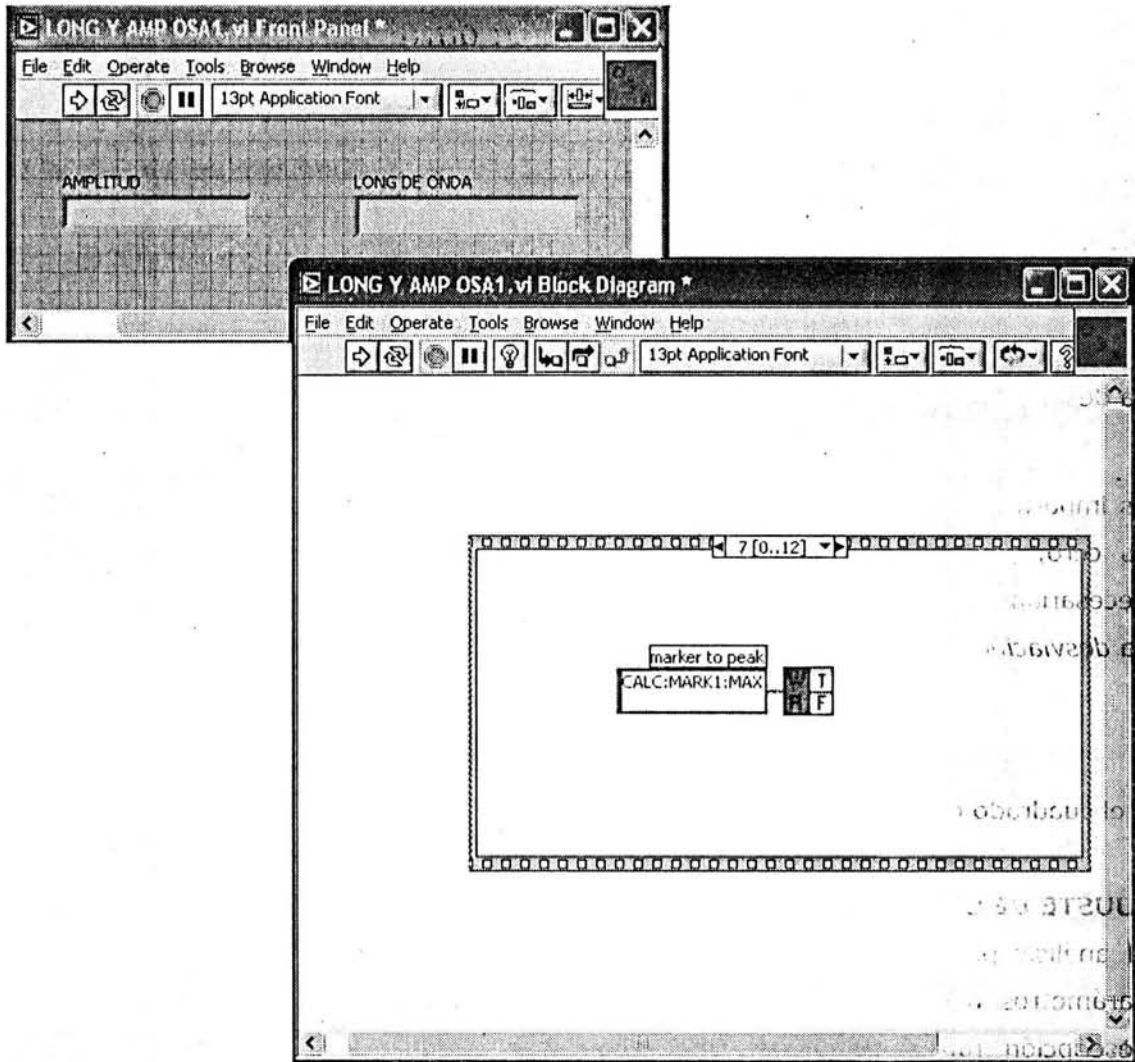 LONG Y AMP OSA1.vi Front Panel *
File Edit Operate Tools Browse Window Help
13pt Application Font
AMPLITUD
LONG DE ONDA
LONG Y AMP OSA1.vi Block Diagram *
File Edit Operate Tools Browse Window Help
13pt Application Font
7 [0..12]
marker to peak
CALC:MARK1:MAX
W T
R F